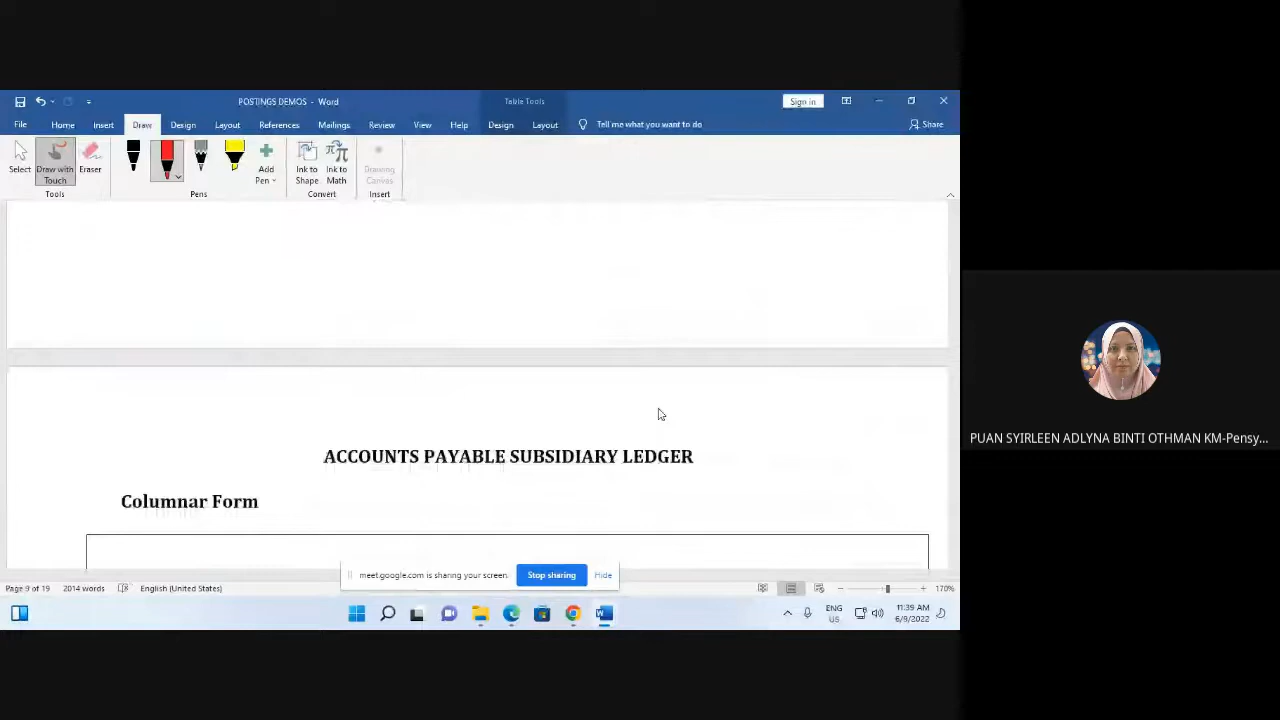 POSTINGS DEMOS - Word
Table Tools
Sign in
File Home Insert Draw Design Layout References Mailings Review View Help Design Layout Tell me what you want to do Share
Select
Draw with Touch
Eraser
Add Pen
Ink to Shape
Ink to Math
Drawing Canvas
Tools Pens Convert Insert
ACCOUNTS PAYABLE SUBSIDIARY LEDGER
Columnar Form
meet.google.com is sharing your screen. Stop sharing Hide
Page 9 of 19 2014 words English (United States) 170%
ENG
US
11:39 AM
6/9/2022
PUAN SYIRLEEN ADLYNA BINTI OTHMAN KM-Pensy...